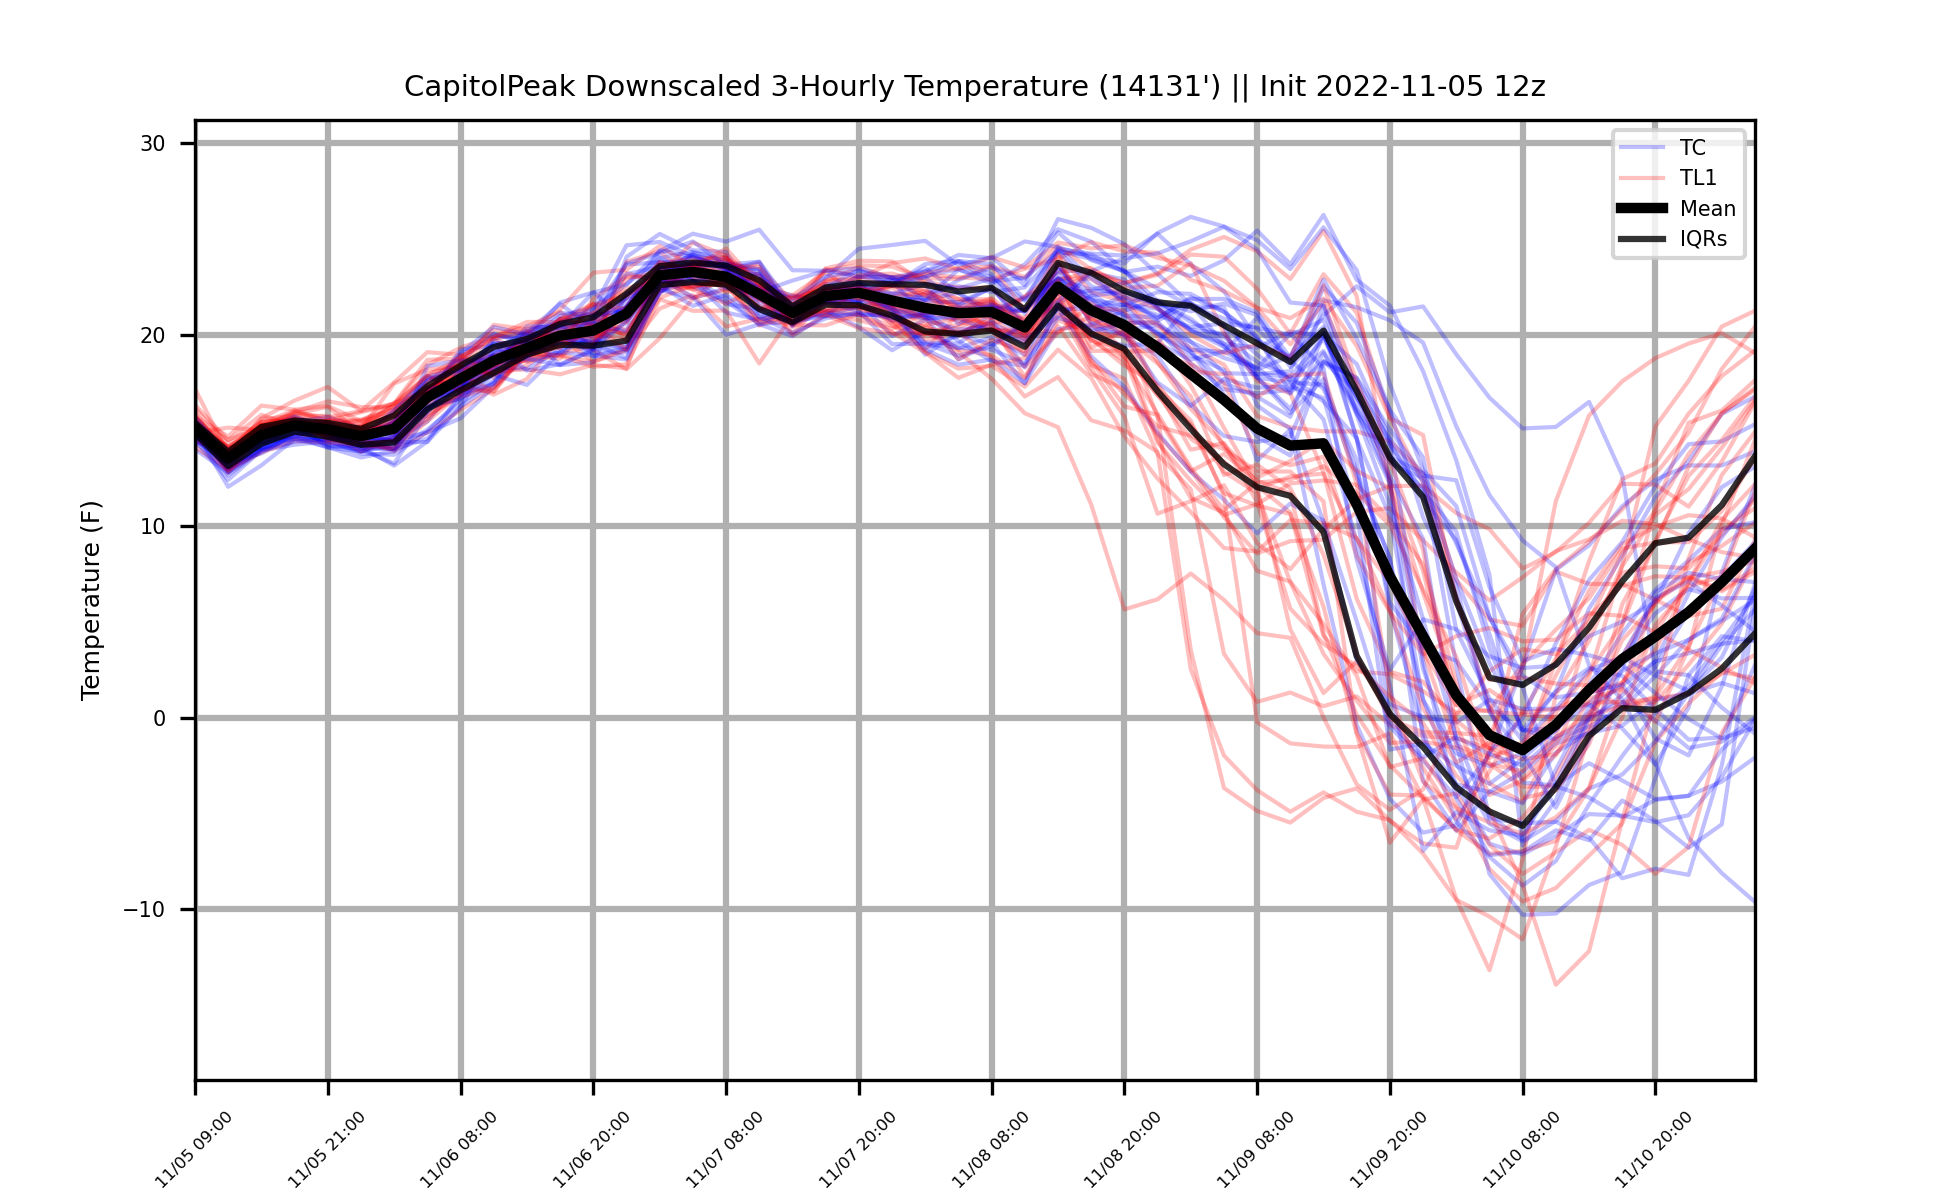 CapitolPeak Downscaled 3-Hourly Temperature (14131') || Init 2022-11-05 12z
TC
TL1
Mean
IQRs
Temperature (F)
30
20
10
0
−10
11/05 09:00
11/05 21:00
11/06 08:00
11/06 20:00
11/07 08:00
11/07 20:00
11/08 08:00
11/08 20:00
11/09 08:00
11/09 20:00
11/10 08:00
11/10 20:00